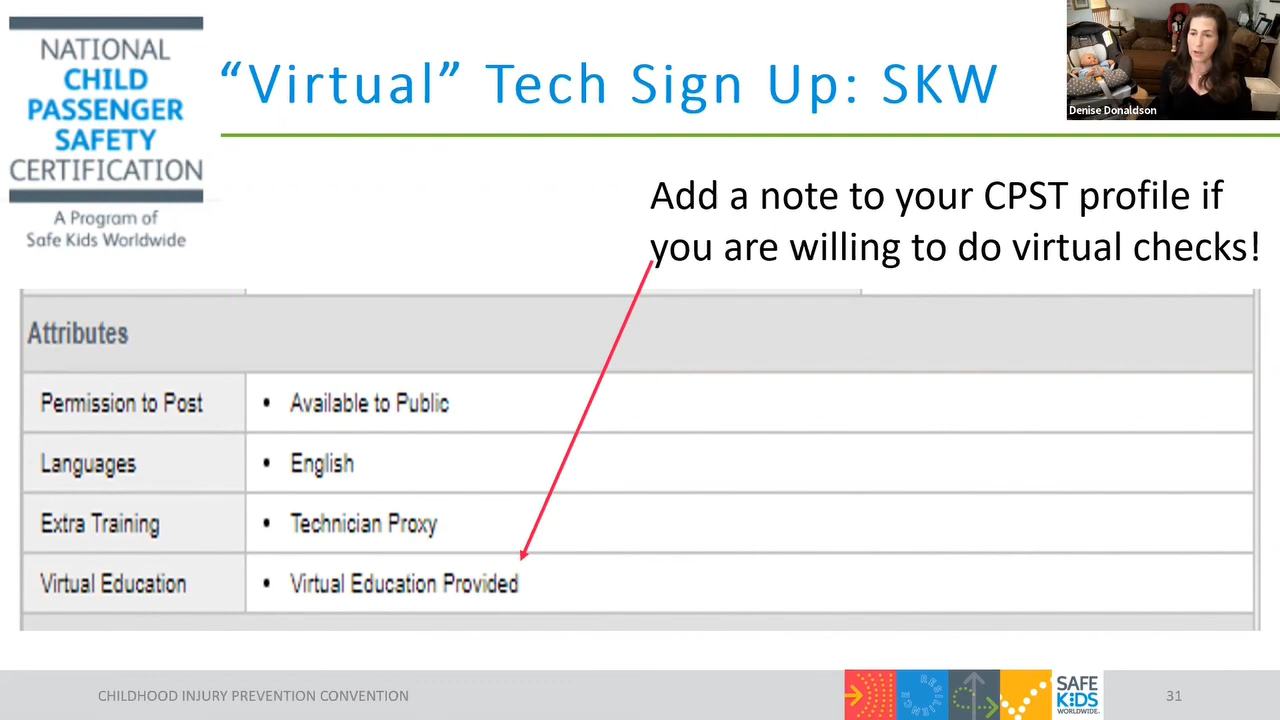 NATIONAL
CHILD
PASSENGER
SAFETY
CERTIFICATION
A Program of
Safe Kids Worldwide
“Virtual” Tech Sign Up: SKW
Denise Donaldson
Add a note to your CPST profile if
you are willing to do virtual checks!
Attributes
Permission to Post • Available to Public
Languages • English
Extra Training • Technician Proxy
Virtual Education • Virtual Education Provided
CHILDHOOD INJURY PREVENTION CONVENTION
RESILIENCE
SAFE
KIDS
WORLDWIDE.
31